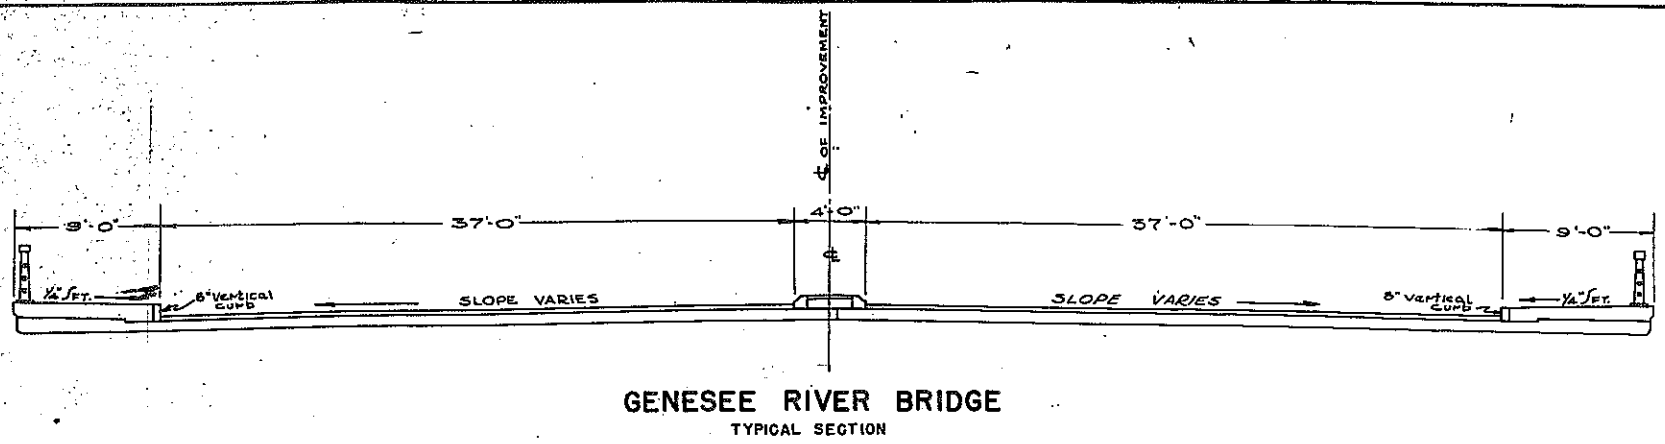 ℄ OF IMPROVEMENT
9'-0"
37'-0"
4'-0"
37'-0"
9'-0"
℄
1/4"/FT.
8" Vertical
CURB
SLOPE VARIES
SLOPE VARIES
8" Vertical
CURB
1/4"/FT.
GENESEE RIVER BRIDGE
TYPICAL SECTION